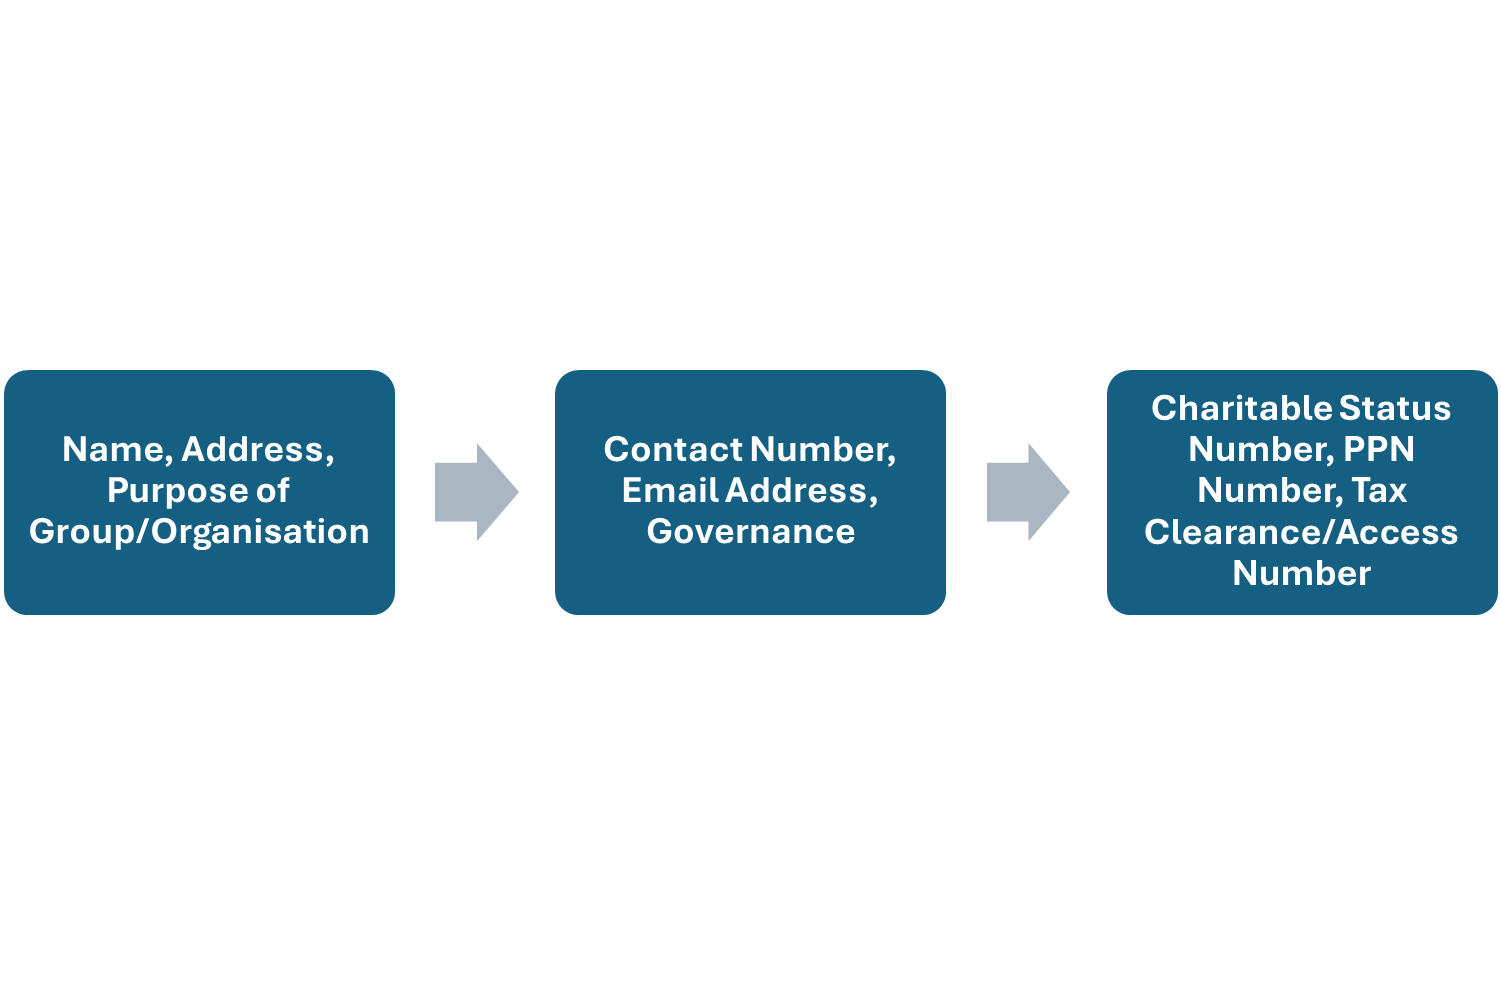 Name, Address,
Purpose of
Group/Organisation
Contact Number,
Email Address,
Governance
Charitable Status
Number, PPN
Number, Tax
Clearance/Access
Number